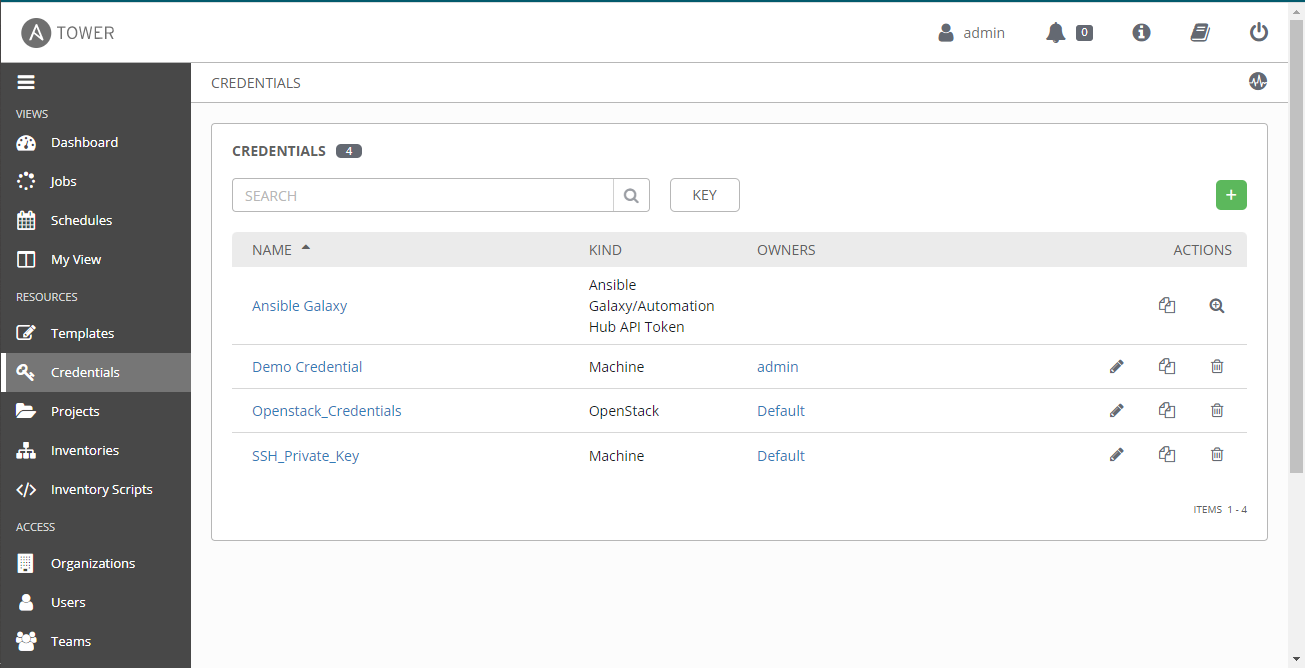 A TOWER
admin
0
CREDENTIALS
VIEWS
Dashboard
Jobs
Schedules
My View
RESOURCES
Templates
Credentials
Projects
Inventories
Inventory Scripts
ACCESS
Organizations
Users
Teams
CREDENTIALS 4
SEARCH
KEY
+
NAME KIND OWNERS ACTIONS
Ansible Galaxy Ansible
Galaxy/Automation
Hub API Token
Demo Credential Machine admin
Openstack_Credentials OpenStack Default
SSH_Private_Key Machine Default
ITEMS 1 - 4